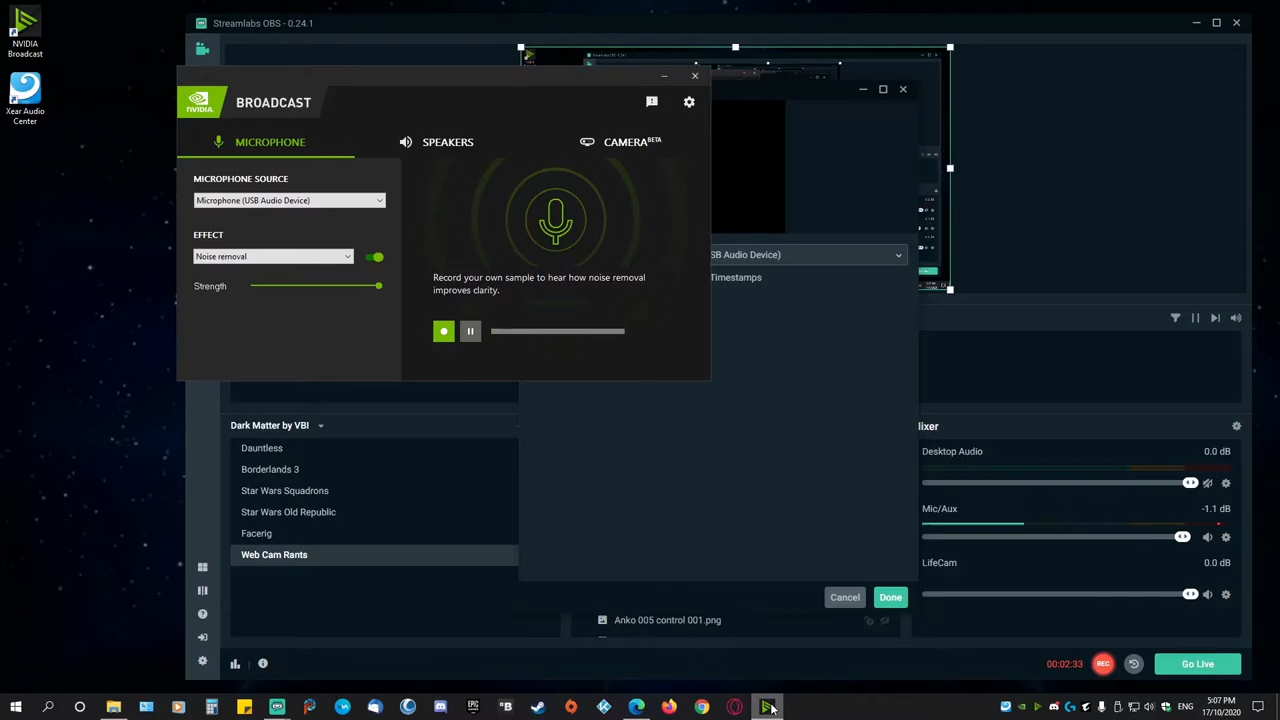 Streamlabs OBS - 0.24.1
NVIDIA
Broadcast
Xear Audio
Center
NVIDIA
BROADCAST
MICROPHONE
SPEAKERS
CAMERA BETA
MICROPHONE SOURCE
Microphone (USB Audio Device)
EFFECT
Noise removal
Strength
Record your own sample to hear how noise removal
improves clarity.
SB Audio Device)
Timestamps
Dark Matter by VBI
Dauntless
Borderlands 3
Star Wars Squadrons
Star Wars Old Republic
Facerig
Web Cam Rants
Cancel
Done
Anko 005 control 001.png
ixer
Desktop Audio
0.0 dB
Mic/Aux
-1.1 dB
LifeCam
0.0 dB
00:02:33
REC
Go Live
EPIC
B
5:07 PM
17/10/2020